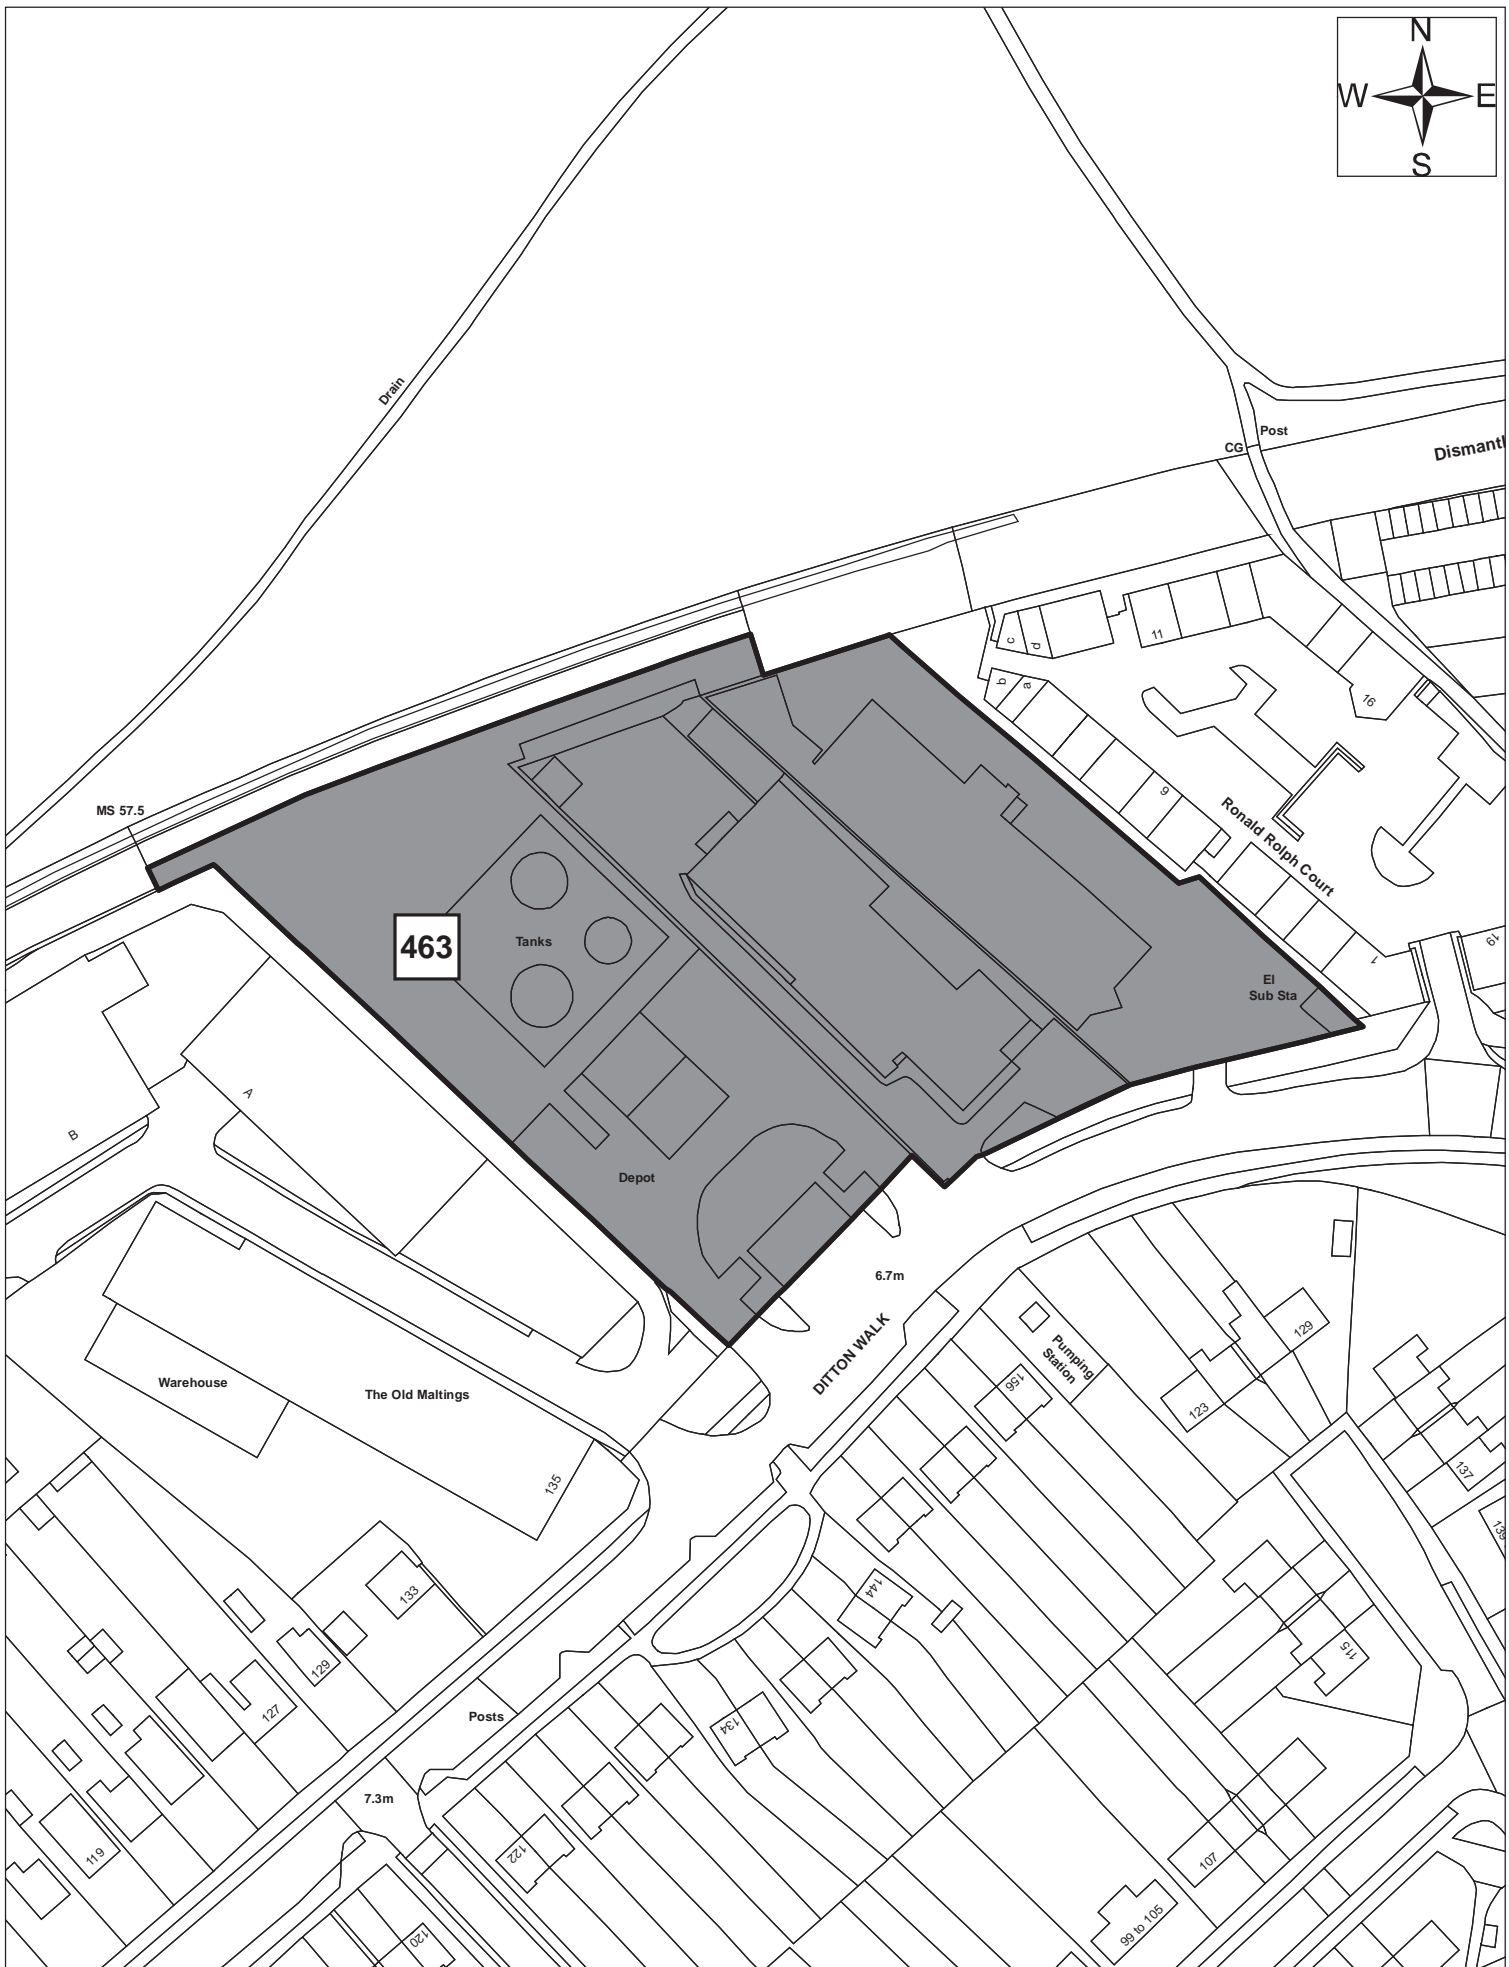 N
W E
S
Drain
Post
CG
Dismantl
c
d
11
b
a
16
MS 57.5
9
Ronald Rolph Court
463
Tanks
1
19
El
Sub Sta
A
B
Depot
6.7m
DITTON WALK
Pumping
Station
129
Warehouse
The Old Maltings
156
123
135
137
139
133
144
129
115
127
Posts
134
7.3m
119
122
107
99 to 105
120